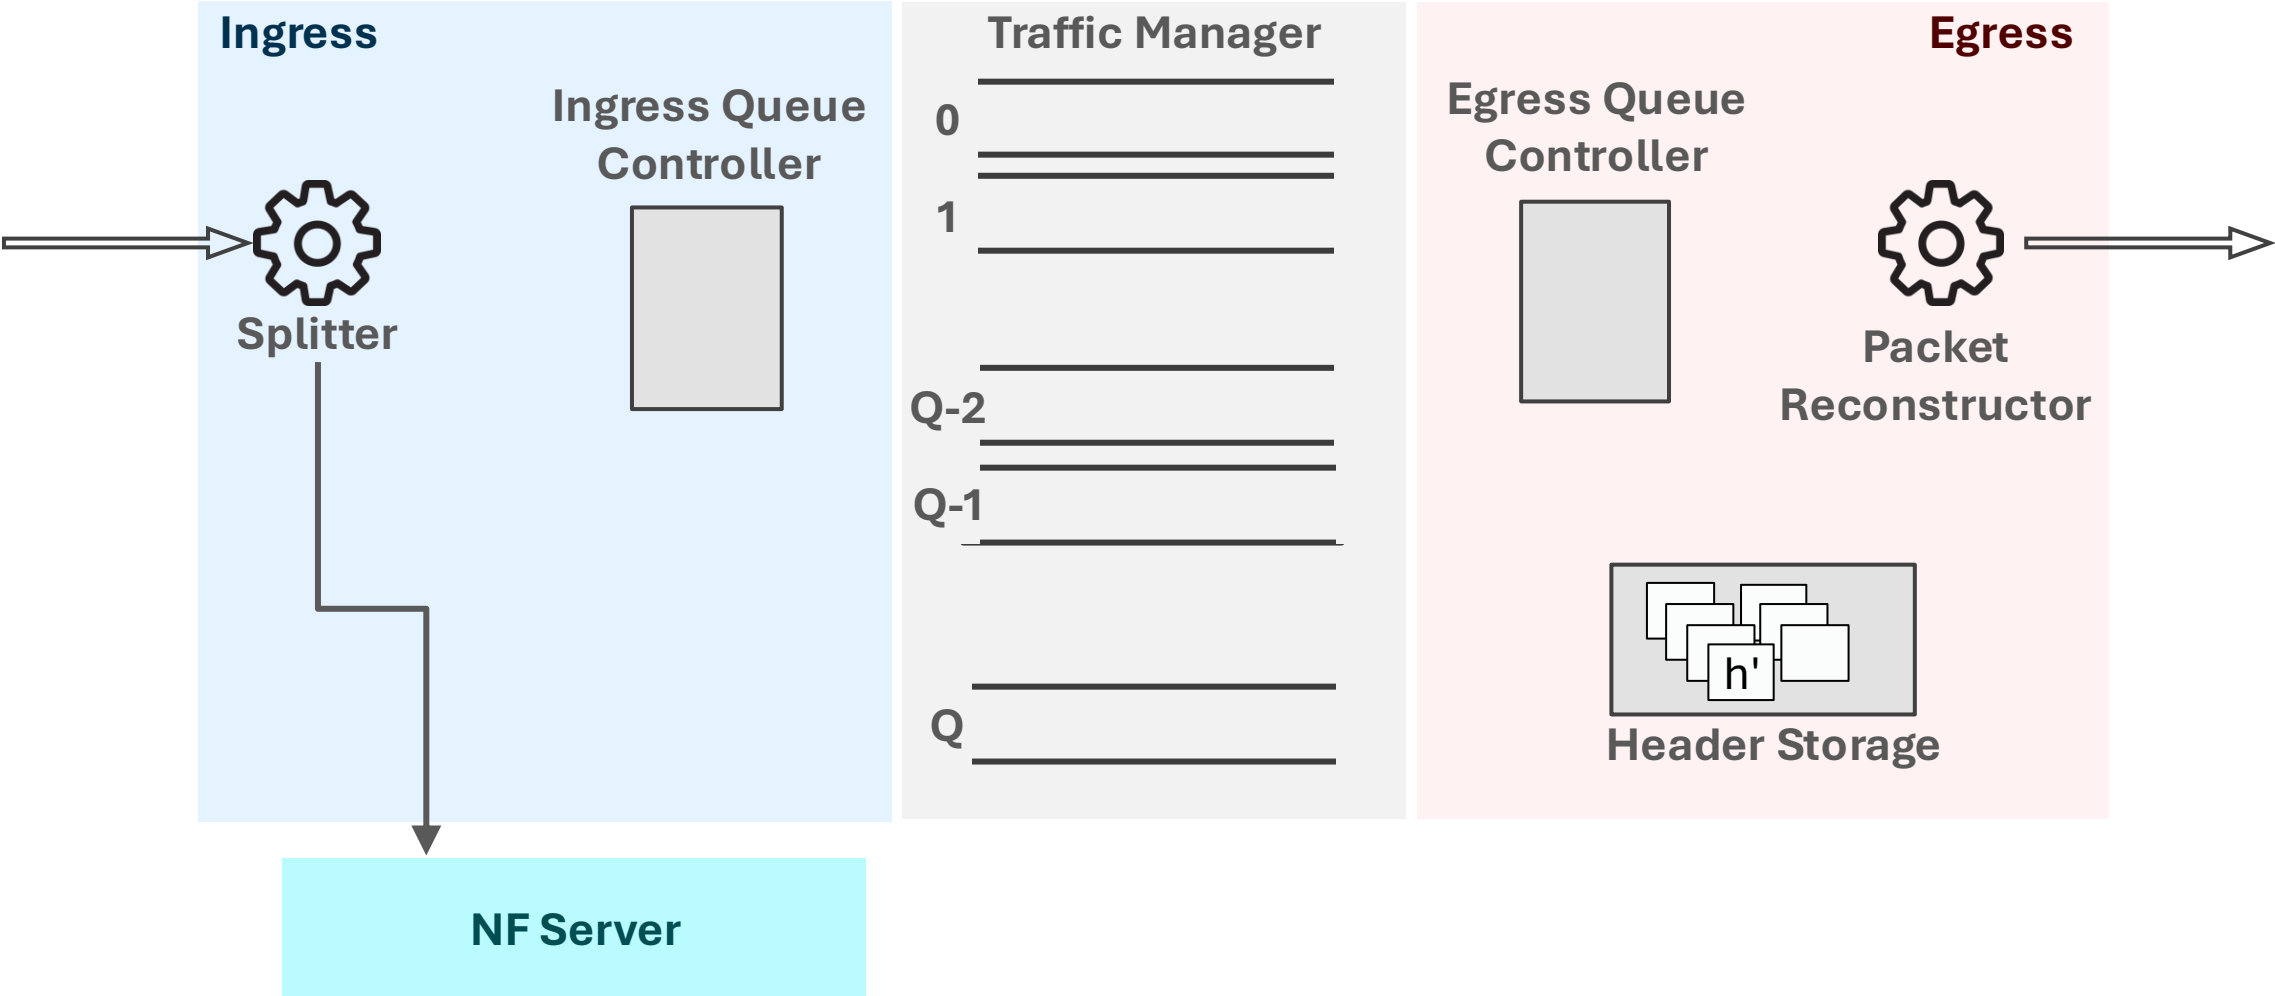 Ingress
Ingress Queue
Controller
Splitter
Traffic Manager
0
1
Q-2
Q-1
Q
Egress
Egress Queue
Controller
Packet
Reconstructor
h'
Header Storage
NF Server